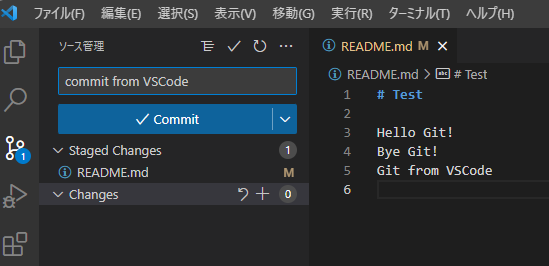 ファイル(F) 編集(E) 選択(S) 表示(V) 移動(G) 実行(R) ターミナル(T) ヘルプ(H)
ソース管理
commit from VSCode
Commit
Staged Changes 1
README.md M
Changes 0
1
README.md M
README.md > abc # Test
1 # Test
2
3 Hello Git!
4 Bye Git!
5 Git from VSCode
6